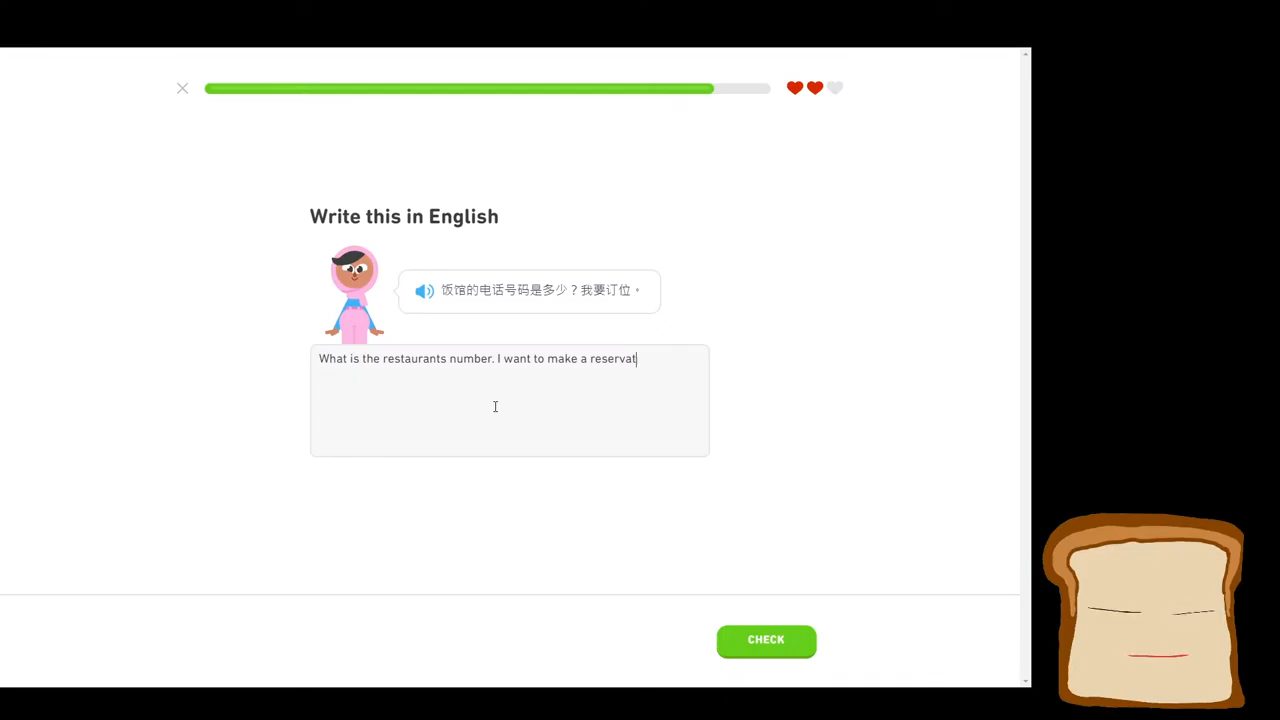 Write this in English
饭馆的电话号码是多少？我要订位。
What is the restaurants number. I want to make a reservat
CHECK